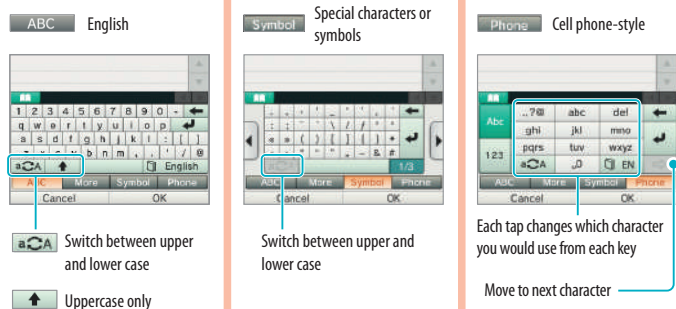 ABC English
1 2 3 4 5 6 7 8 9 0 -
q w e r t y u i o p
a s d f g h j k l
aA English
ABC More Symbol Phone
Cancel OK
aA Switch between upper
and lower case
Uppercase only
Symbol Special characters or
symbols
1/3
ABC More Symbol Phone
Cancel OK
Switch between upper and
lower case
Phone Cell phone-style
Abc ..?@ abc def
ghi jkl mno
123 pqrs tuv wxyz
aA EN
ABC More Symbol Phone
Cancel OK
Each tap changes which character
you would use from each key
Move to next character